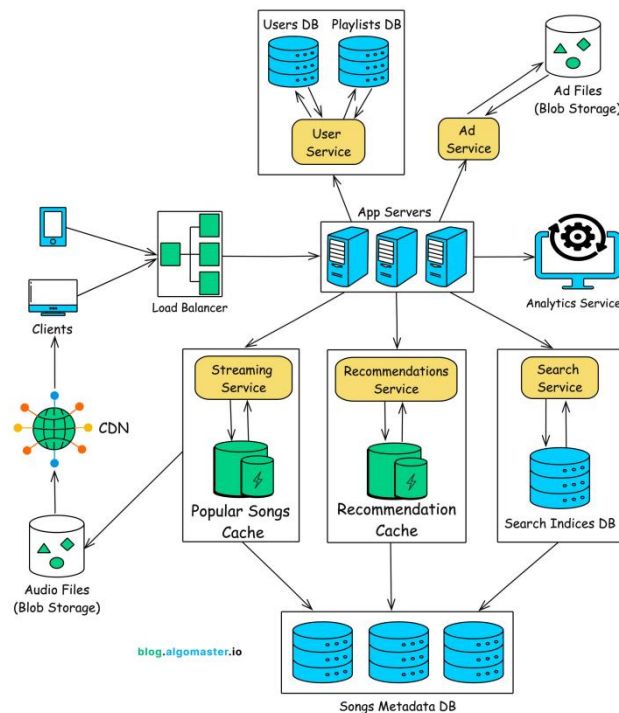 Users DB
Playlists DB
User
Service
Ad
Service
Ad Files
(Blob Storage)
App Servers
Load Balancer
Clients
Analytics Service
CDN
Streaming
Service
Popular Songs
Cache
Recommendations
Service
Recommendation
Cache
Search
Service
Search Indices DB
Audio Files
(Blob Storage)
blog.algomaster.io
Songs Metadata DB